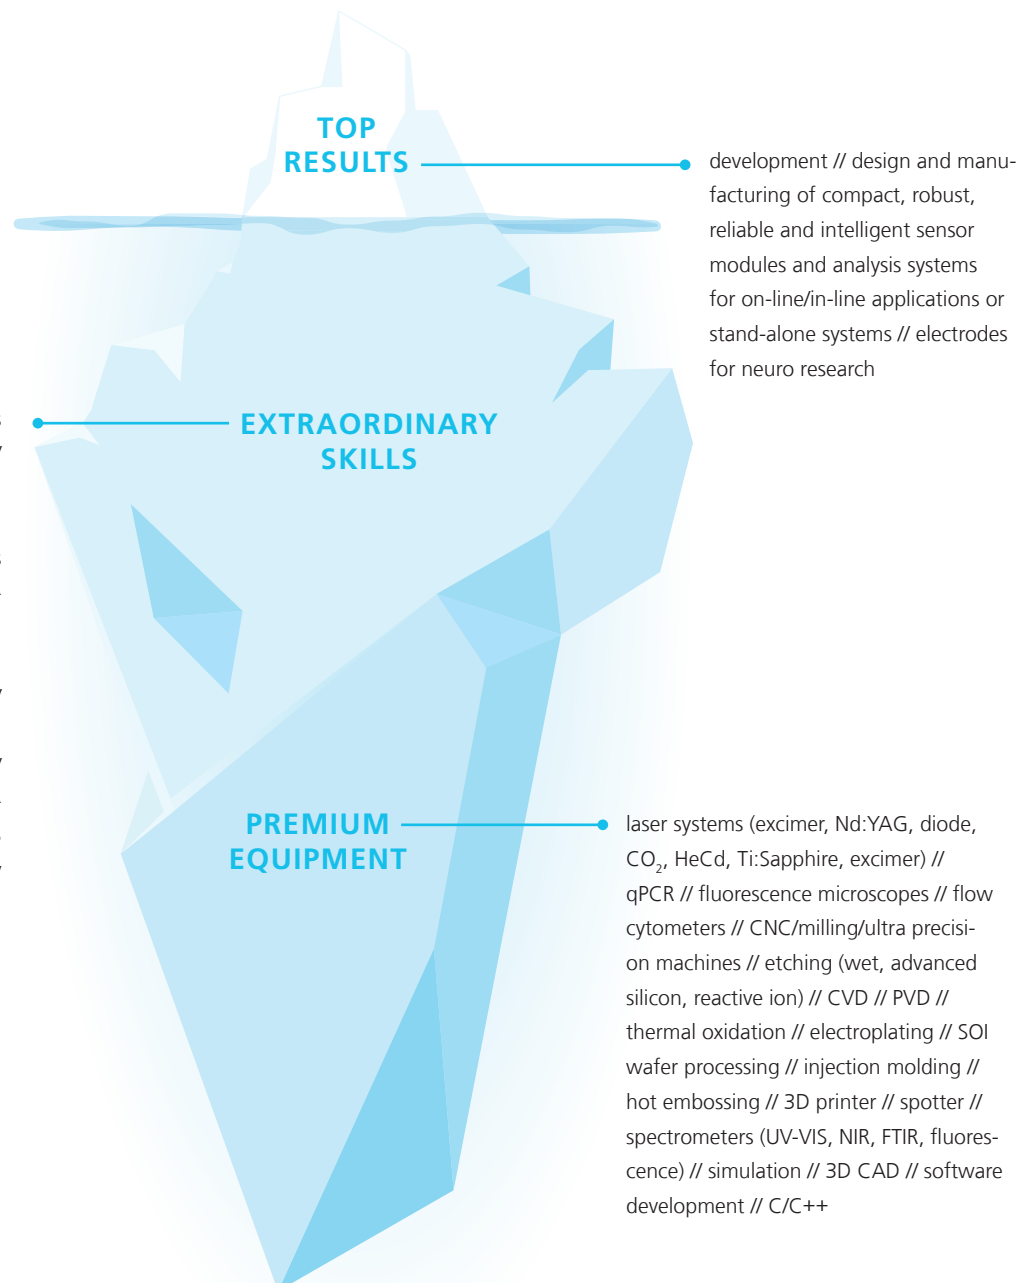 TOP
RESULTS
development // design and manu-
facturing of compact, robust,
reliable and intelligent sensor
modules and analysis systems
for on-line/in-line applications or
stand-alone systems // electrodes
for neuro research
EXTRAORDINARY
SKILLS
PREMIUM
EQUIPMENT
laser systems (excimer, Nd:YAG, diode,
CO₂, HeCd, Ti:Sapphire, excimer) //
qPCR // fluorescence microscopes // flow
cytometers // CNC/milling/ultra precisi-
on machines // etching (wet, advanced
silicon, reactive ion) // CVD // PVD //
thermal oxidation // electroplating // SOI
wafer processing // injection molding //
hot embossing // 3D printer // spotter //
spectrometers (UV-VIS, NIR, FTIR, fluores-
cence) // simulation // 3D CAD // software
development // C/C++